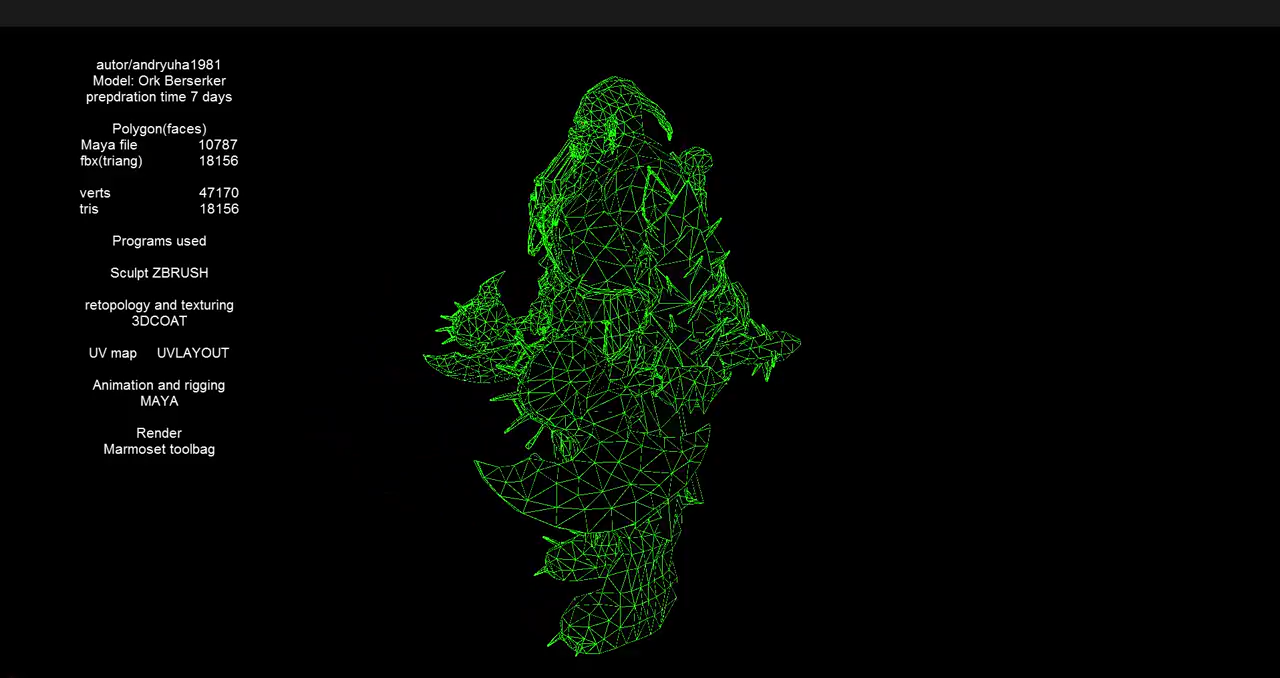 autor/andryuha1981
Model: Ork Berserker
prepdration time 7 days
Polygon(faces)
Maya file 10787
fbx(triang) 18156
verts 47170
tris 18156
Programs used
Sculpt ZBRUSH
retopology and texturing
3DCOAT
UV map UVLAYOUT
Animation and rigging
MAYA
Render
Marmoset toolbag